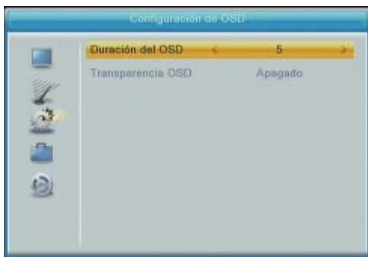 Configuración de OSD
Duración del OSD < 5 >
Transparencia OSD Apagado